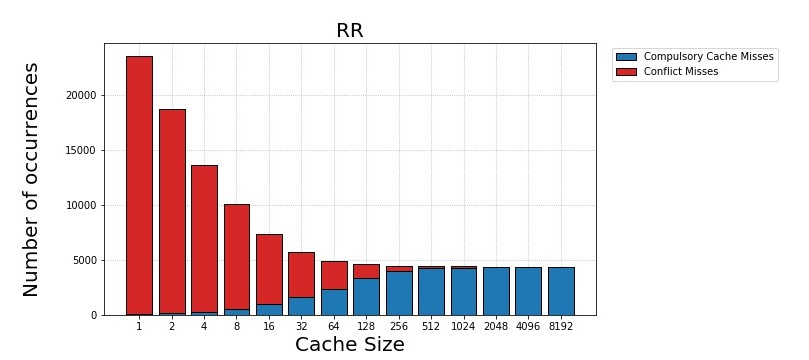 RR
Compulsory Cache Misses
Conflict Misses
Number of occurrences
20000
15000
10000
5000
0
1 2 4 8 16 32 64 128 256 512 1024 2048 4096 8192
Cache Size